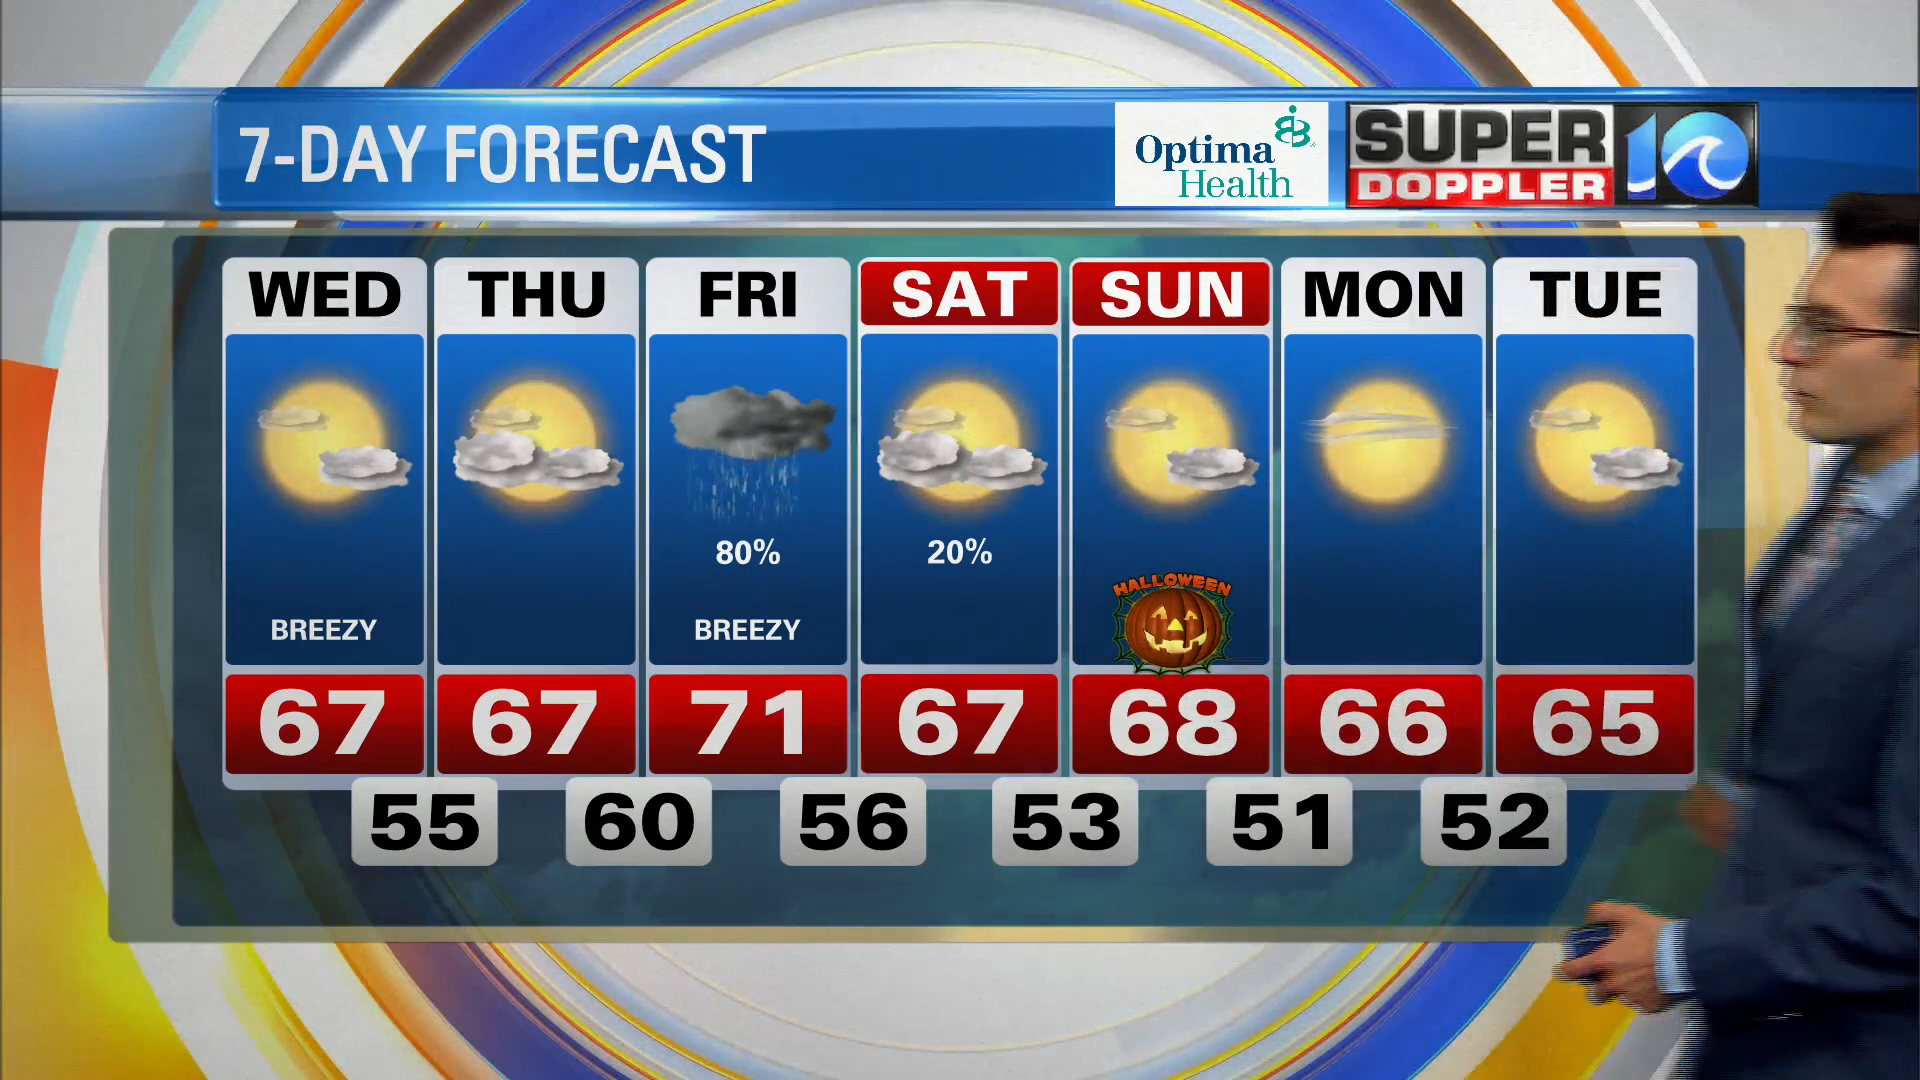 7-DAY FORECAST
Optima
Health
SUPER
DOPPLER
10
WED THU FRI SAT SUN MON TUE
80% 20%
HALLOWEEN
BREEZY BREEZY
67 67 71 67 68 66 65
55 60 56 53 51 52